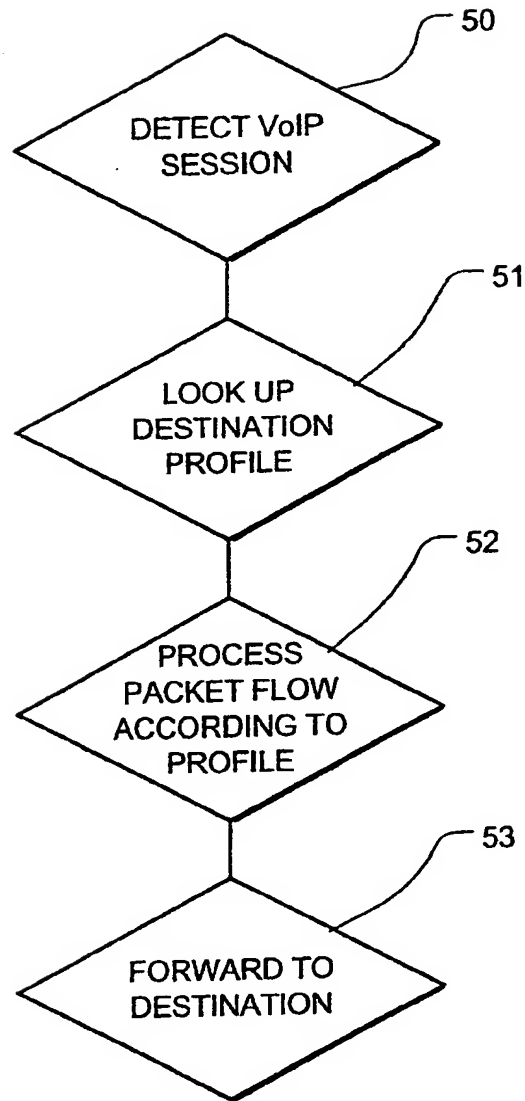 50
DETECT VoIP
SESSION
51
LOOK UP
DESTINATION
PROFILE
52
PROCESS
PACKET FLOW
ACCORDING TO
PROFILE
53
FORWARD TO
DESTINATION